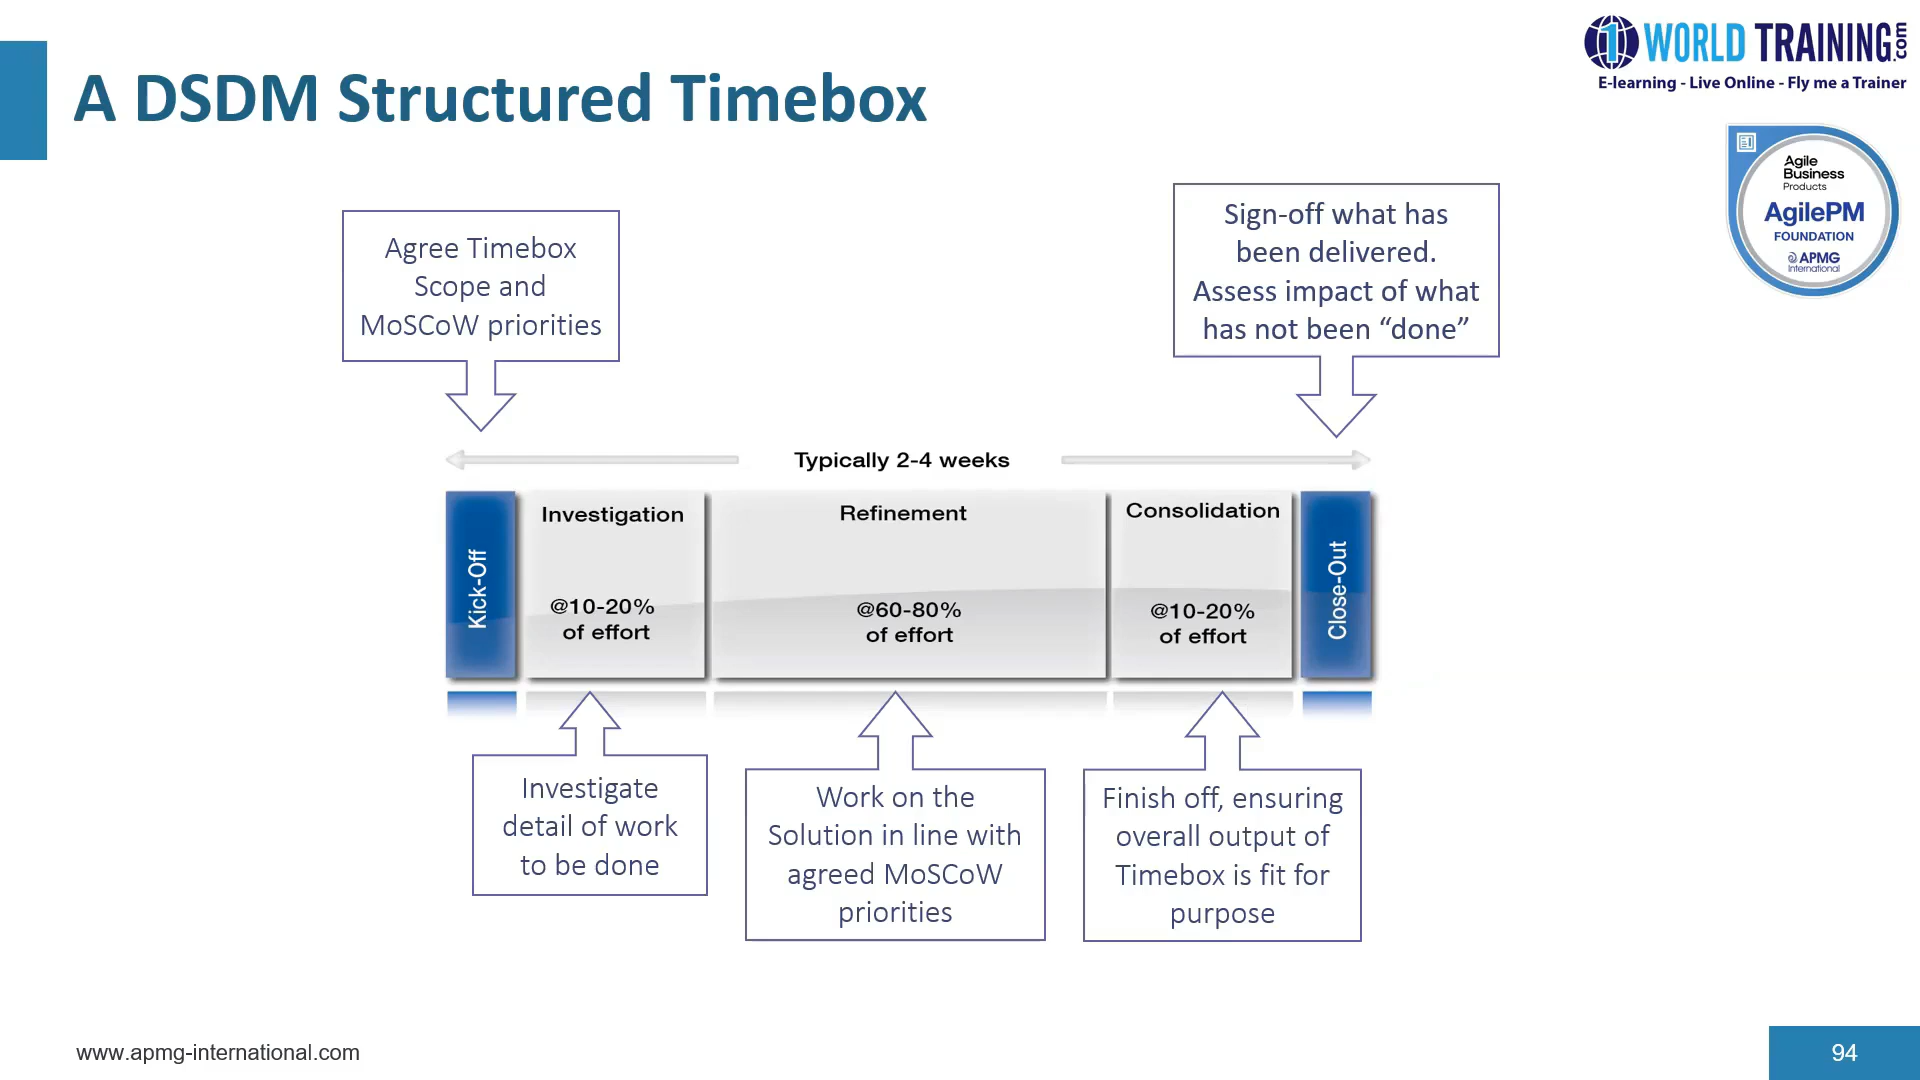 1 WORLD TRAINING.com
E-learning - Live Online - Fly me a Trainer
A DSDM Structured Timebox
Agile
Business
Products
AgilePM
FOUNDATION
APMG
International
Agree Timebox
Scope and
MoSCoW priorities
Sign-off what has
been delivered.
Assess impact of what
has not been “done”
Typically 2-4 weeks
Kick-Off
Investigation
@10-20%
of effort
Refinement
@60-80%
of effort
Consolidation
@10-20%
of effort
Close-Out
Investigate
detail of work
to be done
Work on the
Solution in line with
agreed MoSCoW
priorities
Finish off, ensuring
overall output of
Timebox is fit for
purpose
www.apmg-international.com
94